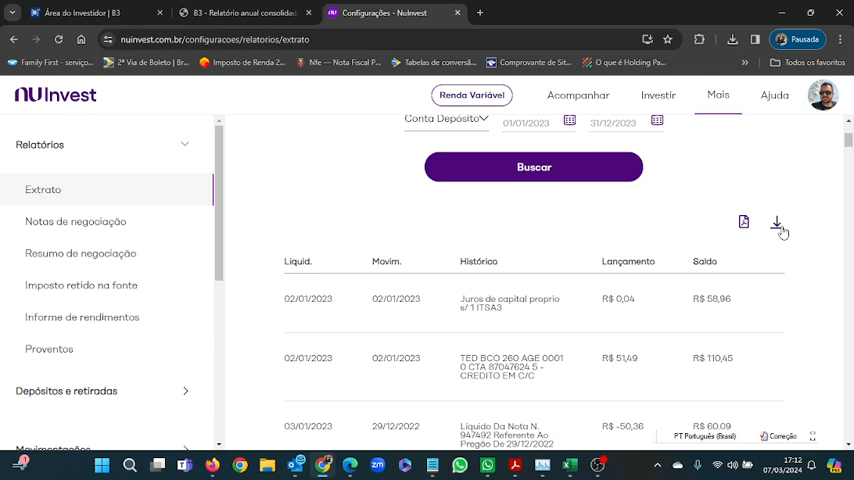 Área do Investidor | B3
B3 - Relatório anual consolidad
Configurações - NuInvest
nuinvest.com.br/configuracoes/relatorios/extrato
Pausada
Family First - serviço...
2ª Via de Boleto | Br...
Imposto de Renda 2...
Nfe — Nota Fiscal P...
Tabelas de conversã...
Comprovante de Sit...
O que é Holding Pa...
Todos os favoritos
nu Invest
Renda Variável
Acompanhar
Investir
Mais
Ajuda
Relatórios
Extrato
Notas de negociação
Resumo de negociação
Imposto retido na fonte
Informe de rendimentos
Proventos
Depósitos e retiradas
Movimentações
Conta Depósito
01/01/2023
31/12/2023
Buscar
Liquid. Movim. Histórico Lançamento Saldo
02/01/2023 02/01/2023 Juros de capital proprio R$ 0,04 R$ 58,96
s/ 1 ITSA3
02/01/2023 02/01/2023 TED BCO 260 AGE 0001 R$ 51,49 R$ 110,45
0 CTA 87047624 5 -
CREDITO EM C/C
03/01/2023 29/12/2022 Líquido Da Nota N. R$ -50,36 R$ 60,09
947492 Referente Ao
Pregão De 29/12/2022
PT Português (Brasil)
Correção
17:12
07/03/2024